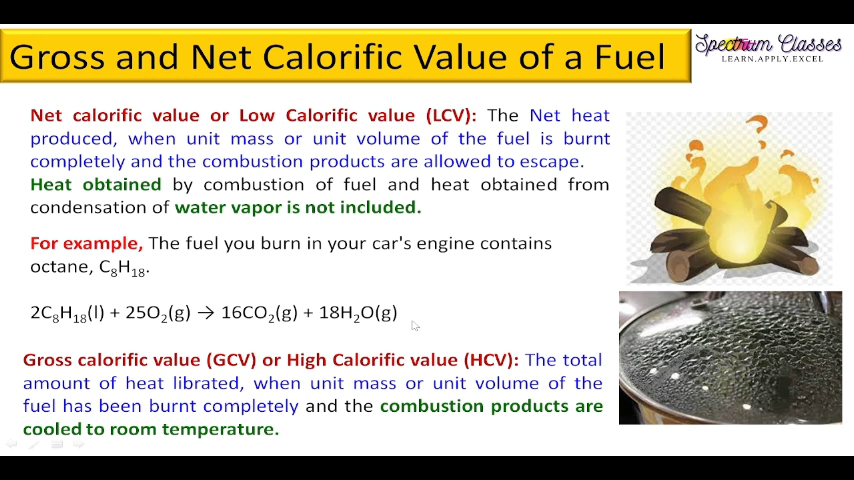 Gross and Net Calorific Value of a Fuel
Spectrum Classes
LEARN.APPLY.EXCEL
Net calorific value or Low Calorific value (LCV): The Net heat
produced, when unit mass or unit volume of the fuel is burnt
completely and the combustion products are allowed to escape.
Heat obtained by combustion of fuel and heat obtained from
condensation of water vapor is not included.
For example, The fuel you burn in your car's engine contains
octane, C₈H₁₈.
2C₈H₁₈(l) + 25O₂(g) → 16CO₂(g) + 18H₂O(g)
Gross calorific value (GCV) or High Calorific value (HCV): The total
amount of heat librated, when unit mass or unit volume of the
fuel has been burnt completely and the combustion products are
cooled to room temperature.